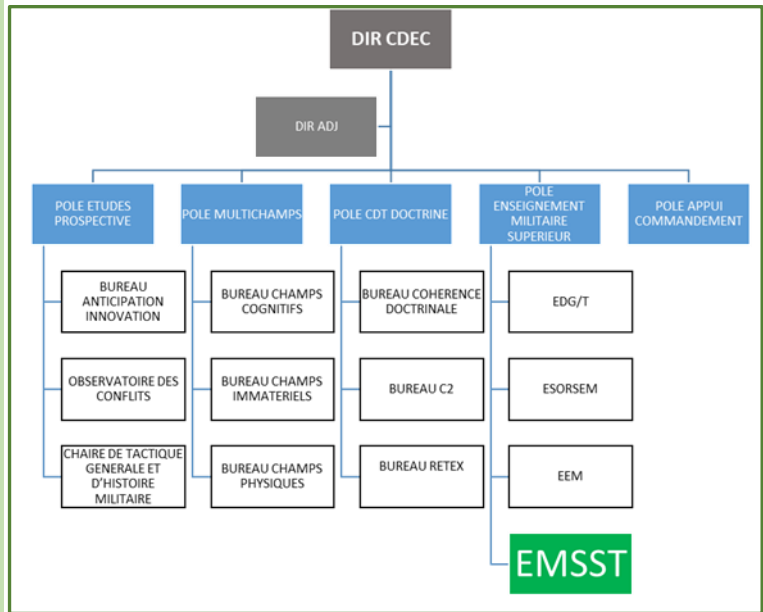 DIR CDEC
DIR ADJ
POLE ETUDES
PROSPECTIVE
POLE MULTICHAMPS
POLE CDT DOCTRINE
POLE
ENSEIGNEMENT
MILITAIRE
SUPERIEUR
POLE APPUI
COMMANDEMENT
BUREAU
ANTICIPATION
INNOVATION
OBSERVATOIRE DES
CONFLITS
CHAIRE DE TACTIQUE
GENERALE ET
D'HISTOIRE
MILITAIRE
BUREAU CHAMPS
COGNITIFS
BUREAU CHAMPS
IMMATERIELS
BUREAU CHAMPS
PHYSIQUES
BUREAU COHERENCE
DOCTRINALE
BUREAU C2
BUREAU RETEX
EDG/T
ESORSEM
EEM
EMSST